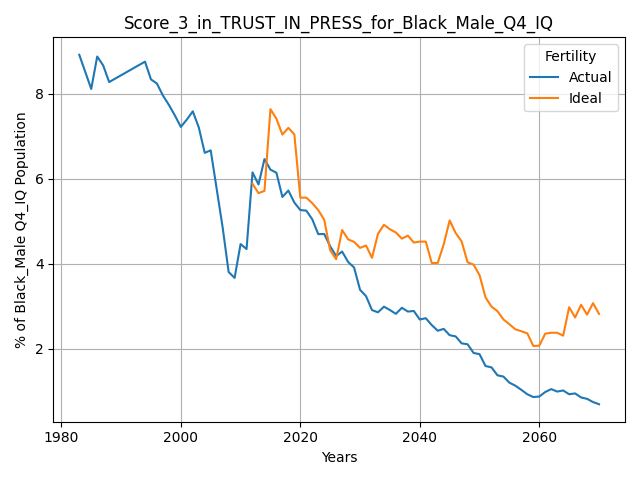 Score_3_in_TRUST_IN_PRESS_for_Black_Male_Q4_IQ
Fertility
Actual
Ideal
% of Black_Male Q4_IQ Population
8
6
4
2
1980
2000
2020
2040
2060
Years